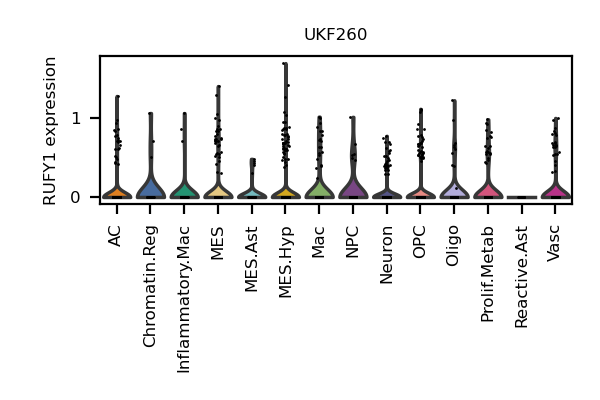 UKF260
RUFY1 expression
1
0
AC
Chromatin.Reg
Inflammatory.Mac
MES
MES.Ast
MES.Hyp
Mac
NPC
Neuron
OPC
Oligo
Prolif.Metab
Reactive.Ast
Vasc